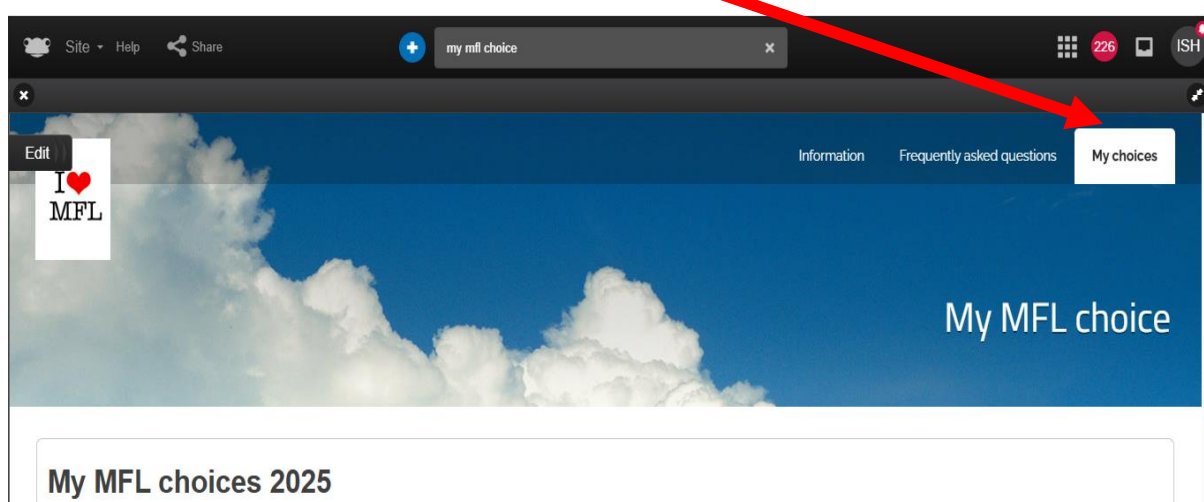 Site Help Share my mfl choice 226 ISH
Edit Information Frequently asked questions My choices
I
MFL
My MFL choice
My MFL choices 2025